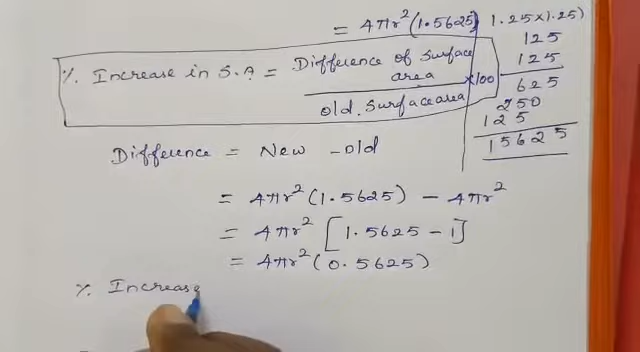 = 4πr²(1.5625)
1.25×1.25)
125
125
625
250
125
15625
% Increase in S.A = Difference of surface area / old surface area ×100
Difference = New - old
= 4πr²(1.5625) - 4πr²
= 4πr² [1.5625 - 1]
= 4πr²(0.5625)
% Increase